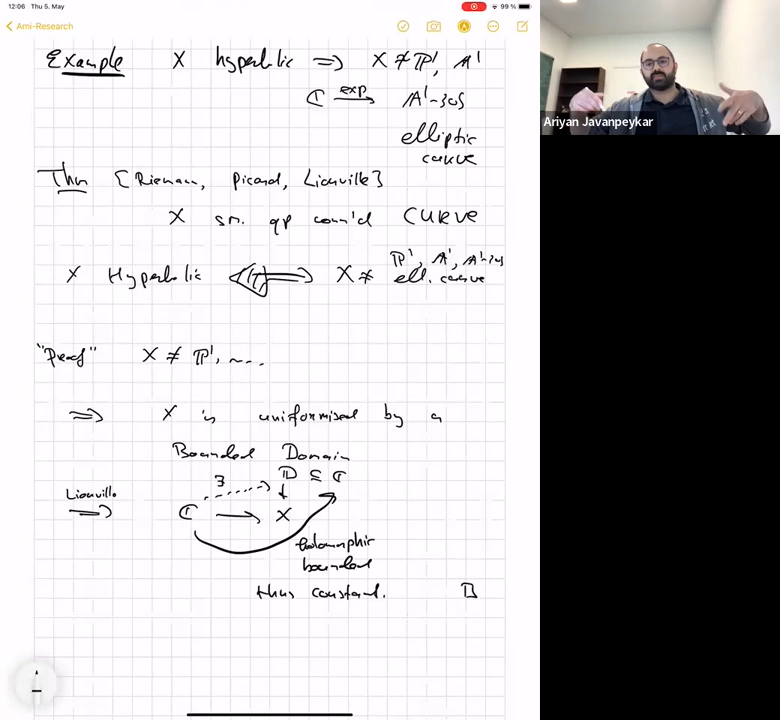 12:06 Thu 5. May
99 %
Ami-Research
Example X hyperbolic ⟹ X ≠ ℙ¹, 𝔸¹
ℂ exp→ 𝔸¹-{0}
elliptic
curve
Ariyan Javanpeykar
Thm {Riemann, Picard, Liouville}
X sm. qp conn'd CURVE
X Hyperbolic ⟺ X ≠ ℙ¹, 𝔸¹, 𝔸¹-{0}
ell. curve
"Proof" X ≠ ℙ¹, ....
⟹ X is uniformised by a
Bounded Domain
∃ 𝔻 ⊆ ℂ
Liouville
⟹ ℂ → X
holomorphic
bounded
thus constant. □